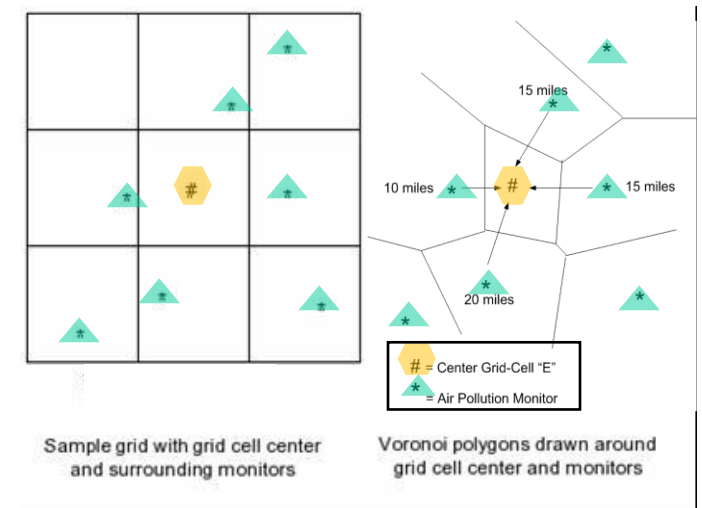 #
15 miles
10 miles
#
15 miles
20 miles
# = Center Grid-Cell “E”
* = Air Pollution Monitor
Sample grid with grid cell center
and surrounding monitors
Voronoi polygons drawn around
grid cell center and monitors